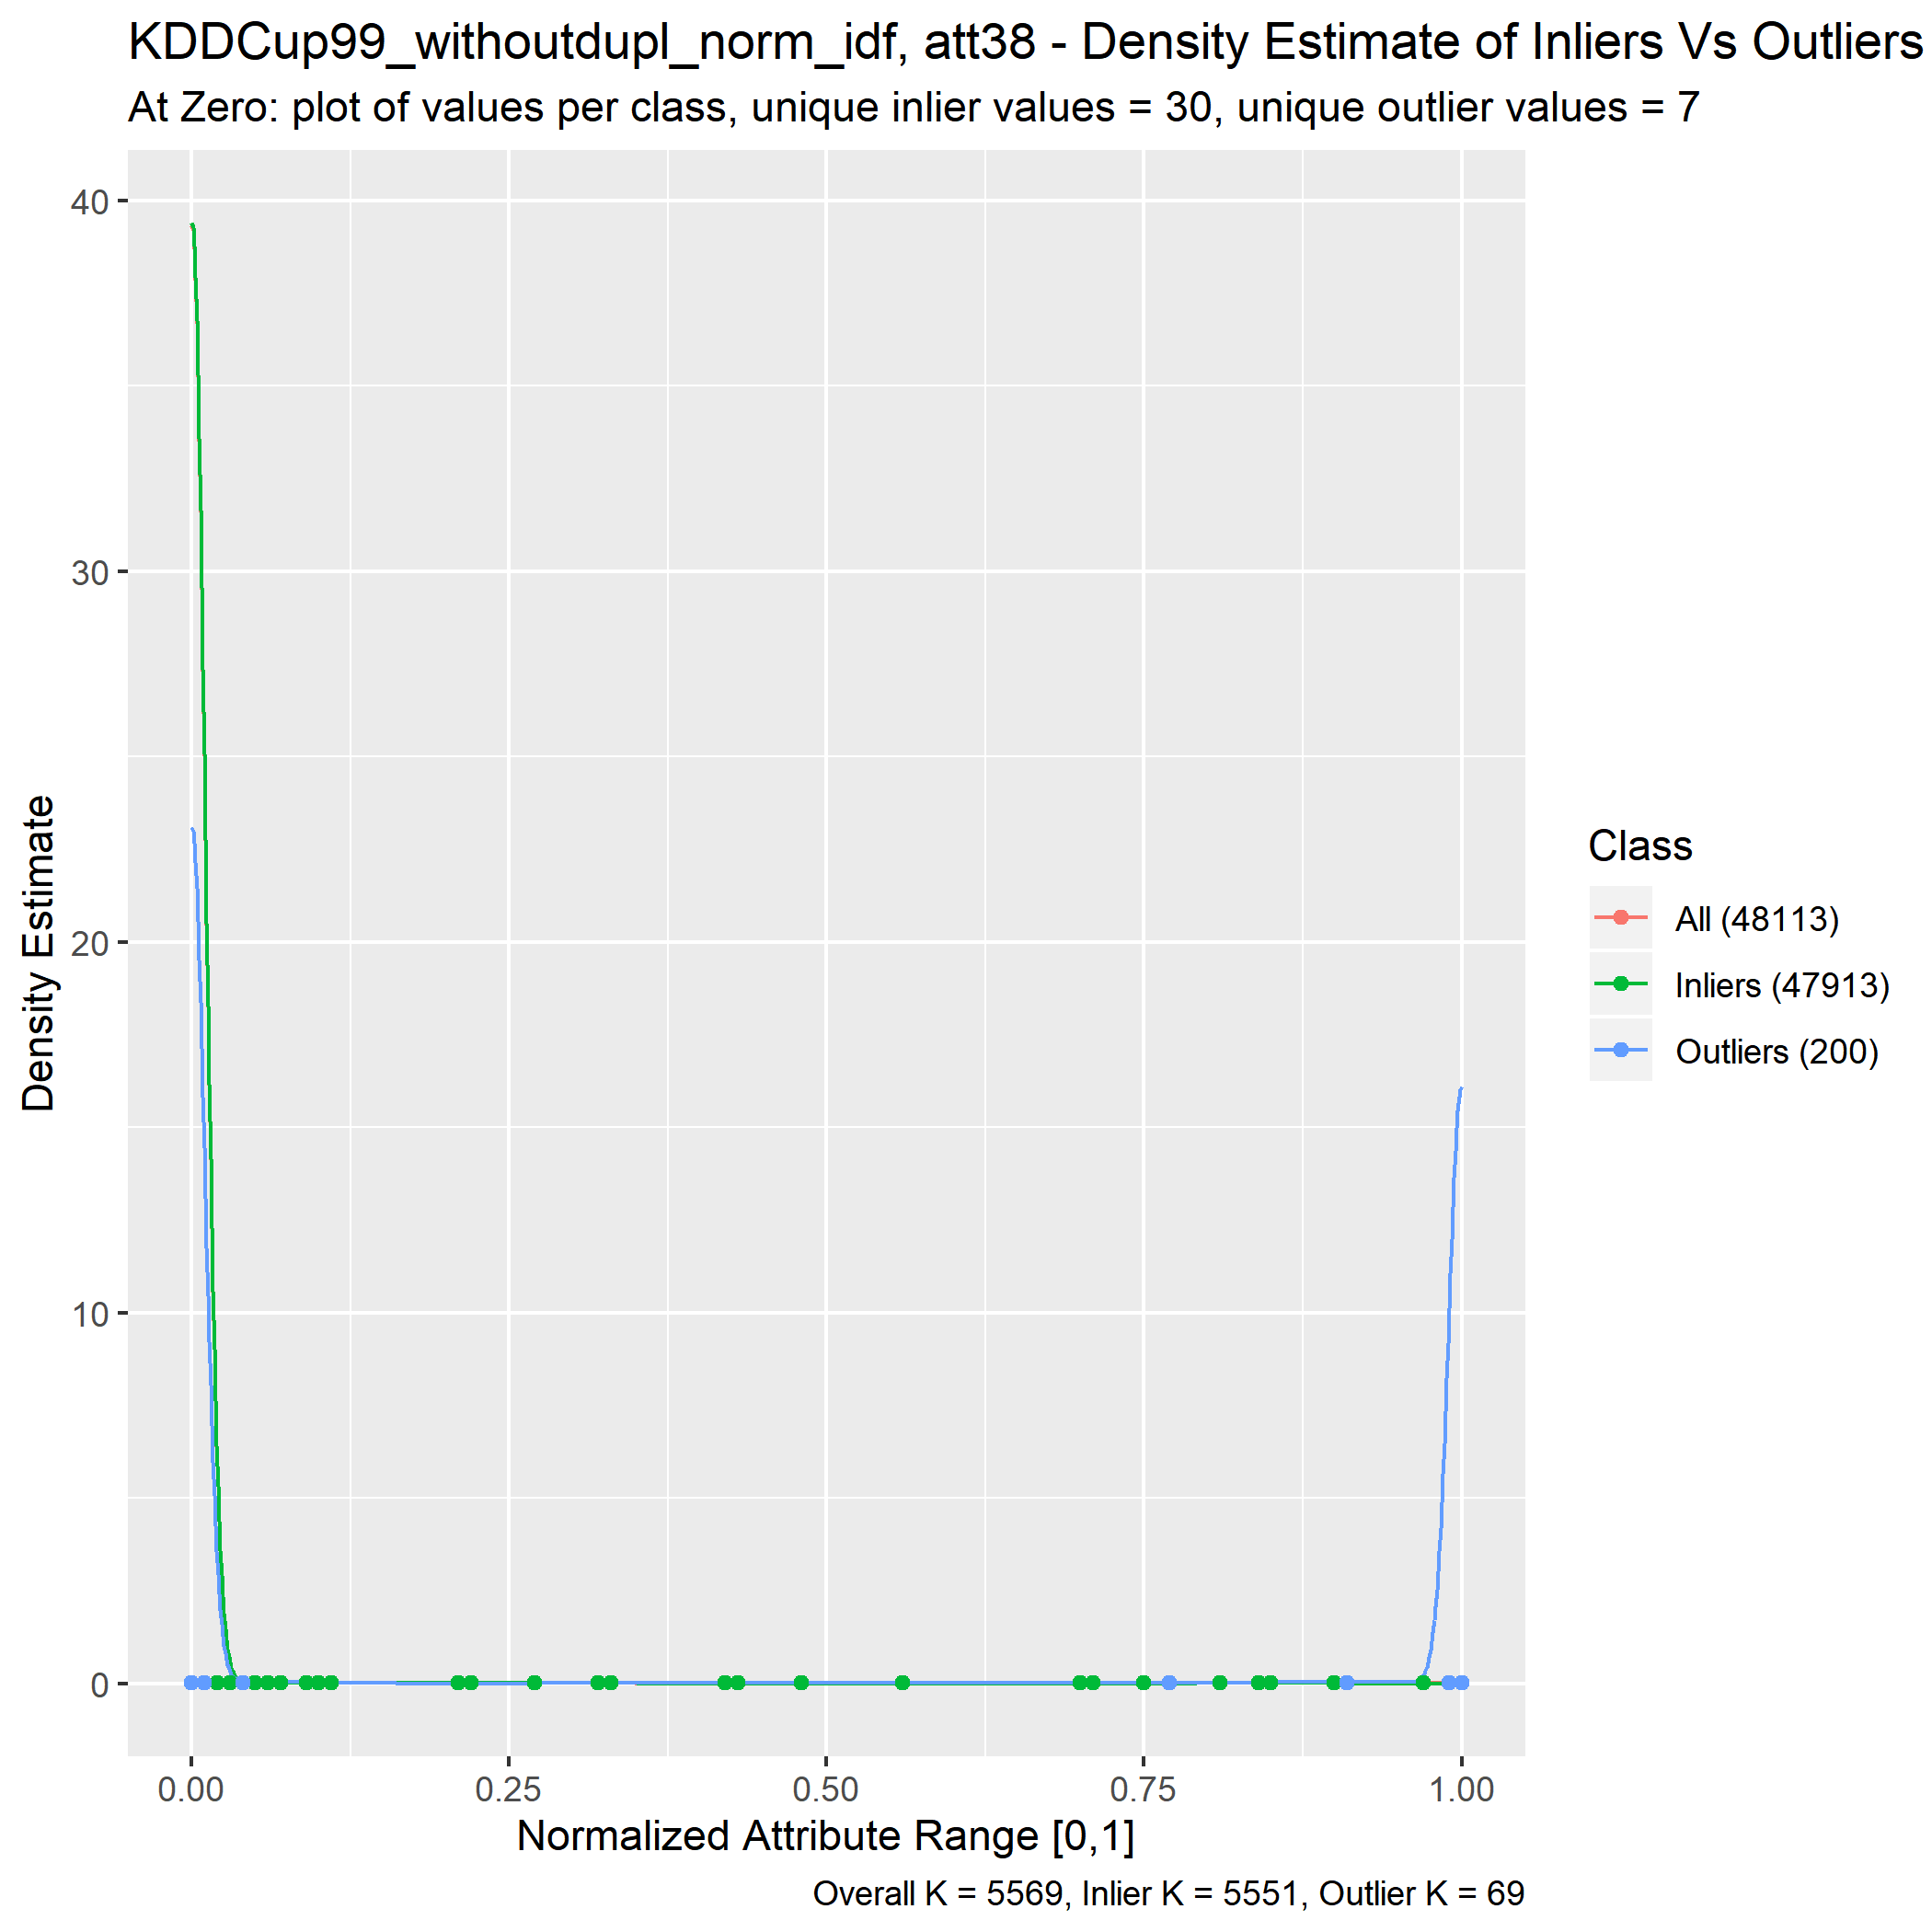 KDDCup99_withoutdupl_norm_idf, att38 - Density Estimate of Inliers Vs Outliers
At Zero: plot of values per class, unique inlier values = 30, unique outlier values = 7
40
30
20
10
0
Density Estimate
0.00 0.25 0.50 0.75 1.00
Normalized Attribute Range [0,1]
Overall K = 5569, Inlier K = 5551, Outlier K = 69
Class
All (48113)
Inliers (47913)
Outliers (200)